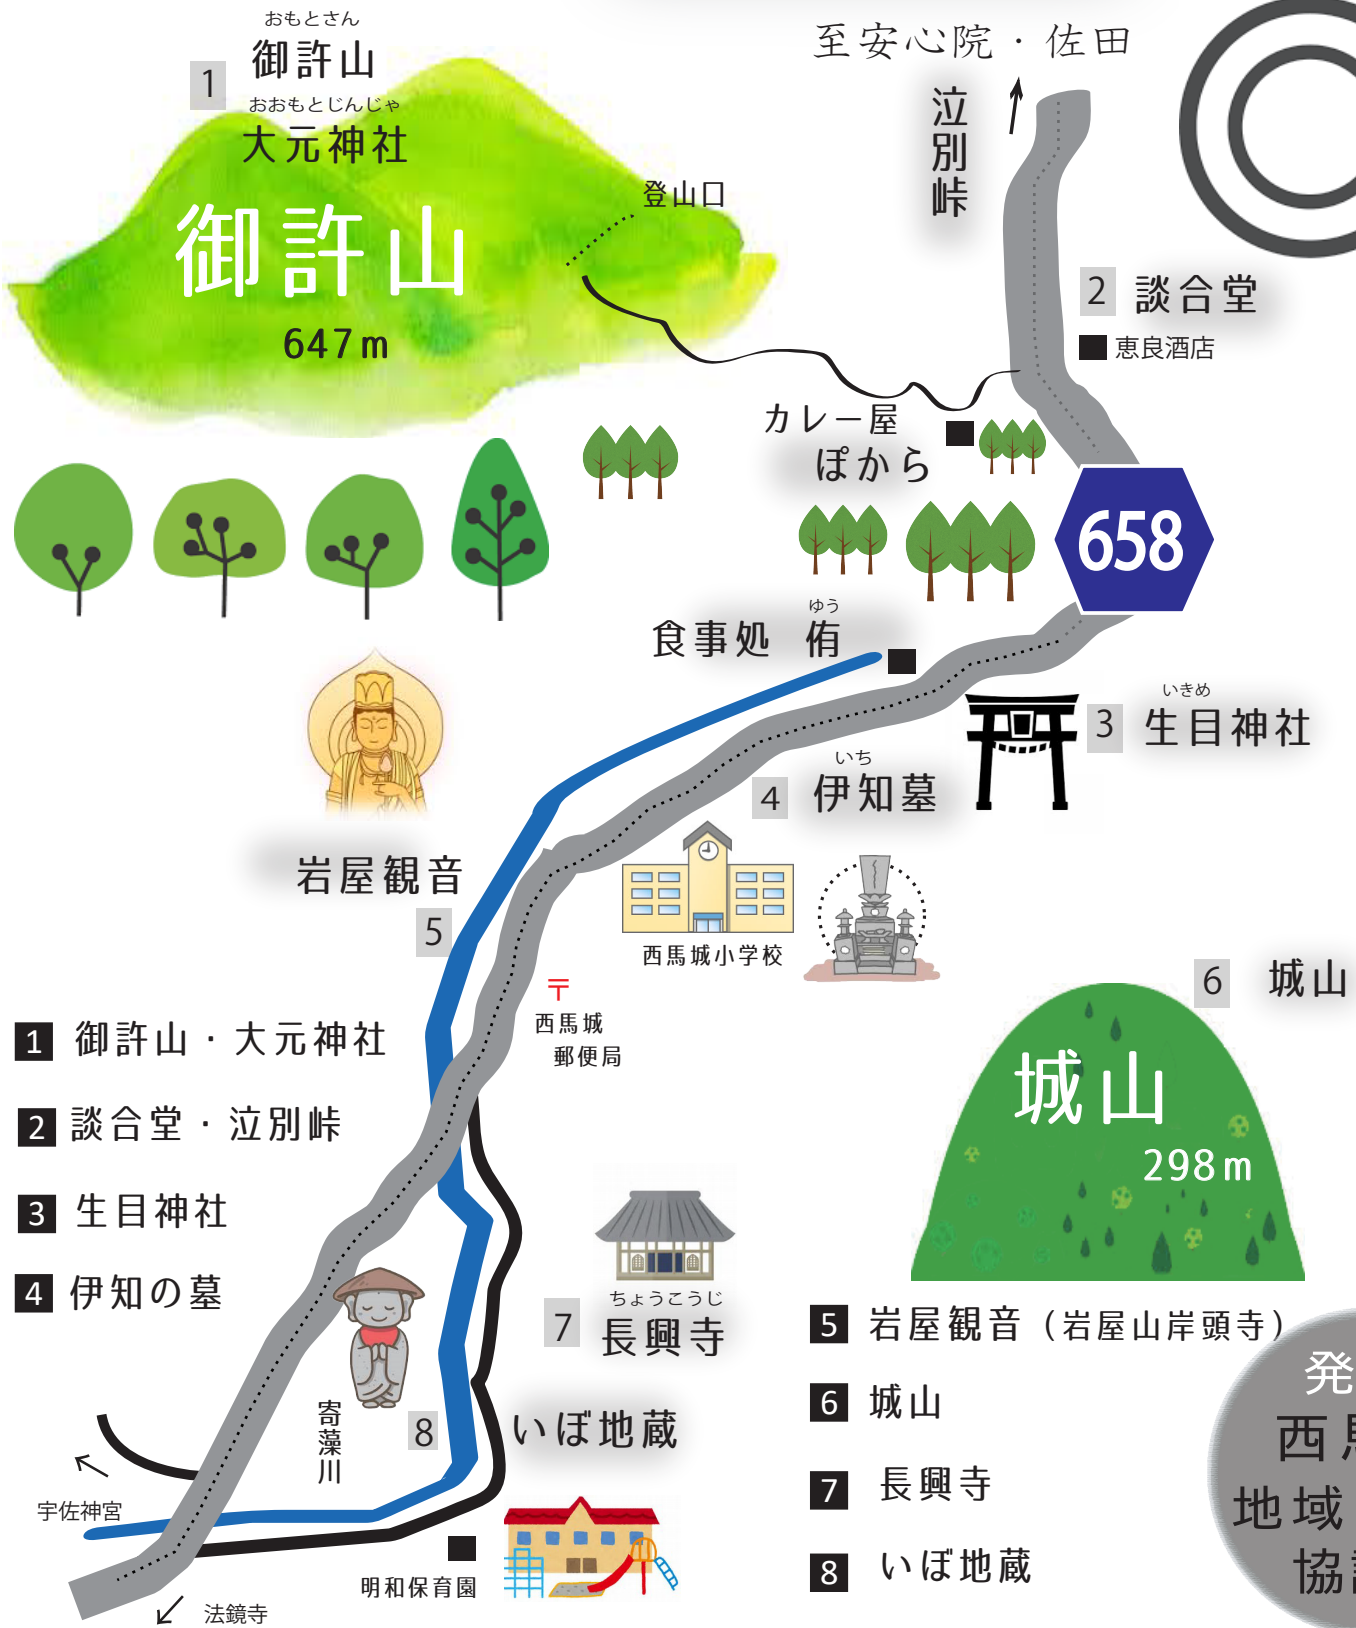 おもとさん
御許山
1
おおもとじんじゃ
大元神社
御許山
647m
登山口
至安心院・佐田
泣別峠
2 談合堂
恵良酒店
カレー屋
ぽから
658
ゆう
食事処 侑
いきめ
3 生目神社
いち
4 伊知墓
岩屋観音
5
西馬城小学校
〒
西馬城
郵便局
6 城山
城山
298m
1 御許山・大元神社
2 談合堂・泣別峠
3 生目神社
4 伊知の墓
ちょうこうじ
7 長興寺
8 いぼ地蔵
寄藻川
宇佐神宮
明和保育園
法鏡寺
5 岩屋観音（岩屋山岸頭寺）
6 城山
7 長興寺
8 いぼ地蔵
発
西馬
地域
協議